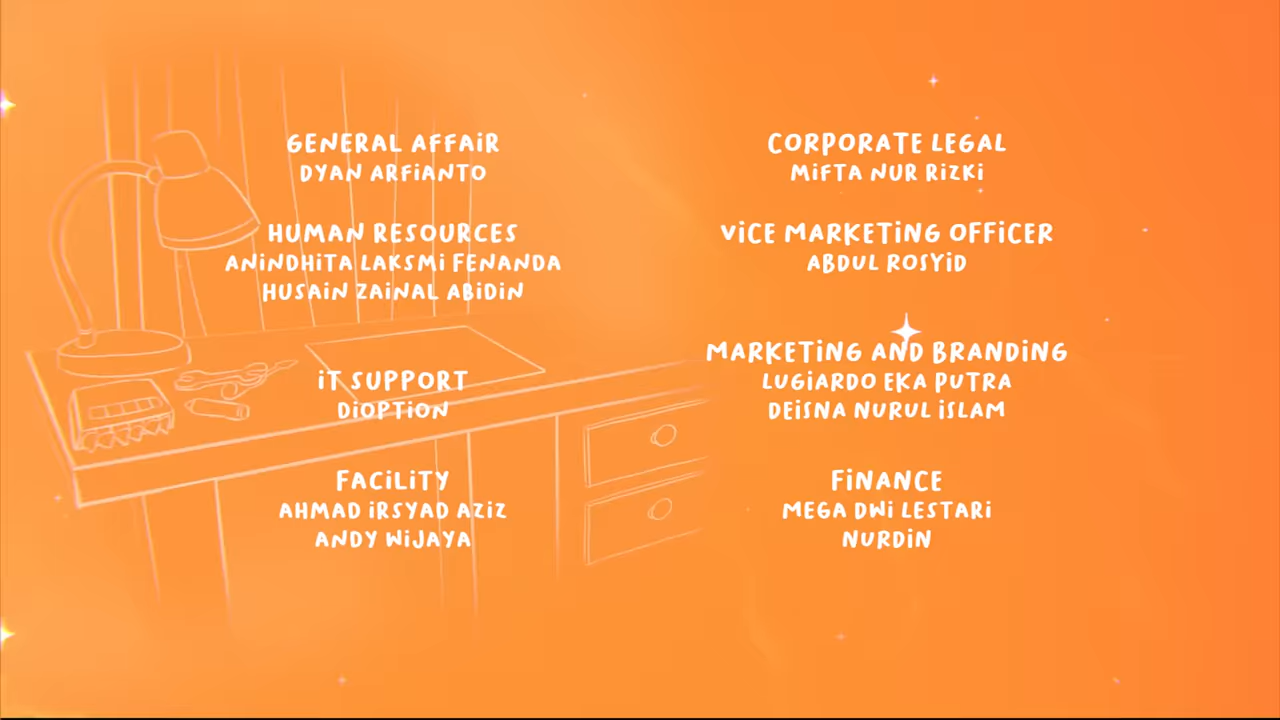 GENERAL AFFAIR
DYAN ARFIANTO
HUMAN RESOURCES
ANINDHITA LAKSMI FENANDA
HUSAIN ZAINAL ABIDIN
IT SUPPORT
DIOPTION
FACILITY
AHMAD IRSYAD AZIZ
ANDY WIJAYA
CORPORATE LEGAL
MIFTA NUR RIZKI
VICE MARKETING OFFICER
ABDUL ROSYID
MARKETING AND BRANDING
LUGIARDO EKA PUTRA
DEISNA NURUL ISLAM
FINANCE
MEGA DWI LESTARI
NURDIN